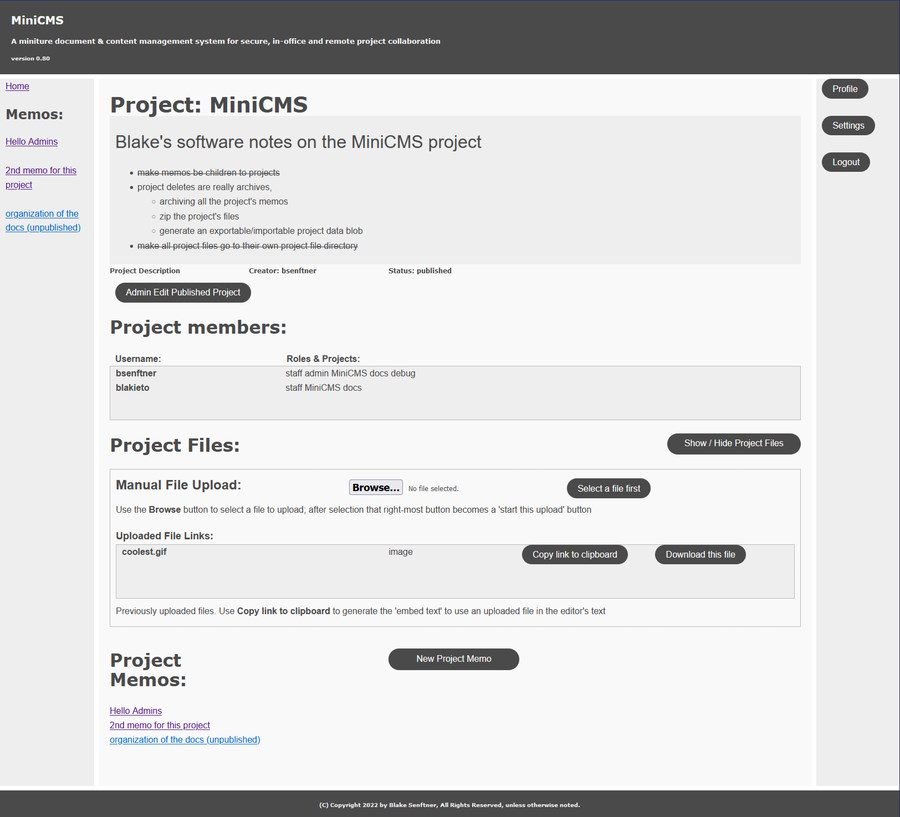 MiniCMS
A miniture document & content management system for secure, in-office and remote project collaboration
version 0.80
Home
Memos:
Hello Admins
2nd memo for this
project
organization of the
docs (unpublished)
Project: MiniCMS
Blake's software notes on the MiniCMS project
make memos be children to projects
project deletes are really archives,
archiving all the project's memos
zip the project's files
generate an exportable/importable project data blob
make all project files go to their own project file directory
Project Description Creator: bsenftner Status: published
Admin Edit Published Project
Project members:
Username: Roles & Projects:
bsenftner staff admin MiniCMS docs debug
blakieto staff MiniCMS docs
Project Files: Show / Hide Project Files
Manual File Upload: Browse... No file selected. Select a file first
Use the Browse button to select a file to upload; after selection that right-most button becomes a 'start this upload' button
Uploaded File Links:
coolest.gif image Copy link to clipboard Download this file
Previously uploaded files. Use Copy link to clipboard to generate the 'embed text' to use an uploaded file in the editor's text
Project
Memos:
New Project Memo
Hello Admins
2nd memo for this project
organization of the docs (unpublished)
Profile
Settings
Logout
(C) Copyright 2022 by Blake Senftner, All Rights Reserved, unless otherwise noted.